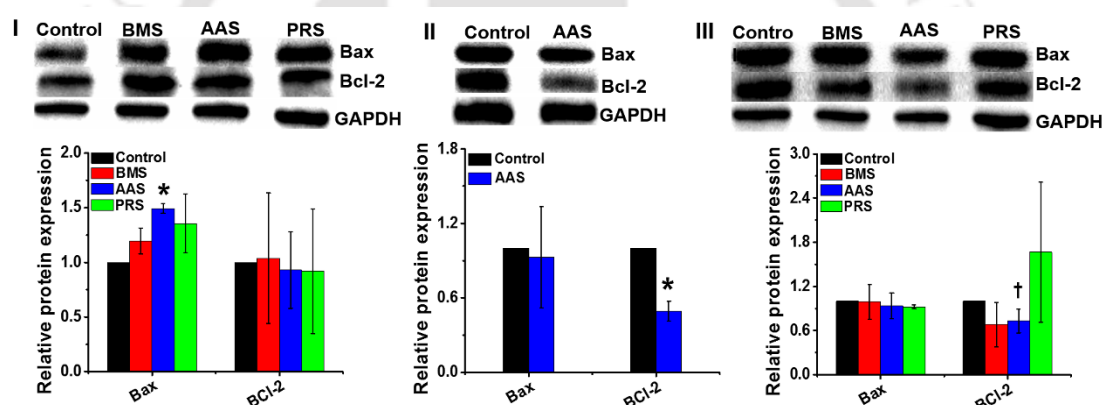 I
Control BMS AAS PRS
Bax
Bcl-2
GAPDH
Relative protein expression
2.0
1.5
1.0
0.5
0.0
Control
BMS
AAS
PRS
*
Bax BCl-2
II
Control AAS
Bax
Bcl-2
GAPDH
Relative protein expression
1.8
1.2
0.6
0.0
Control
AAS
*
Bax BCl-2
III
Contro BMS AAS PRS
Bax
Bcl-2
GAPDH
Relative protein expression
3.0
2.4
1.8
1.2
0.6
0.0
Control
BMS
AAS
PRS
†
Bax BCl-2